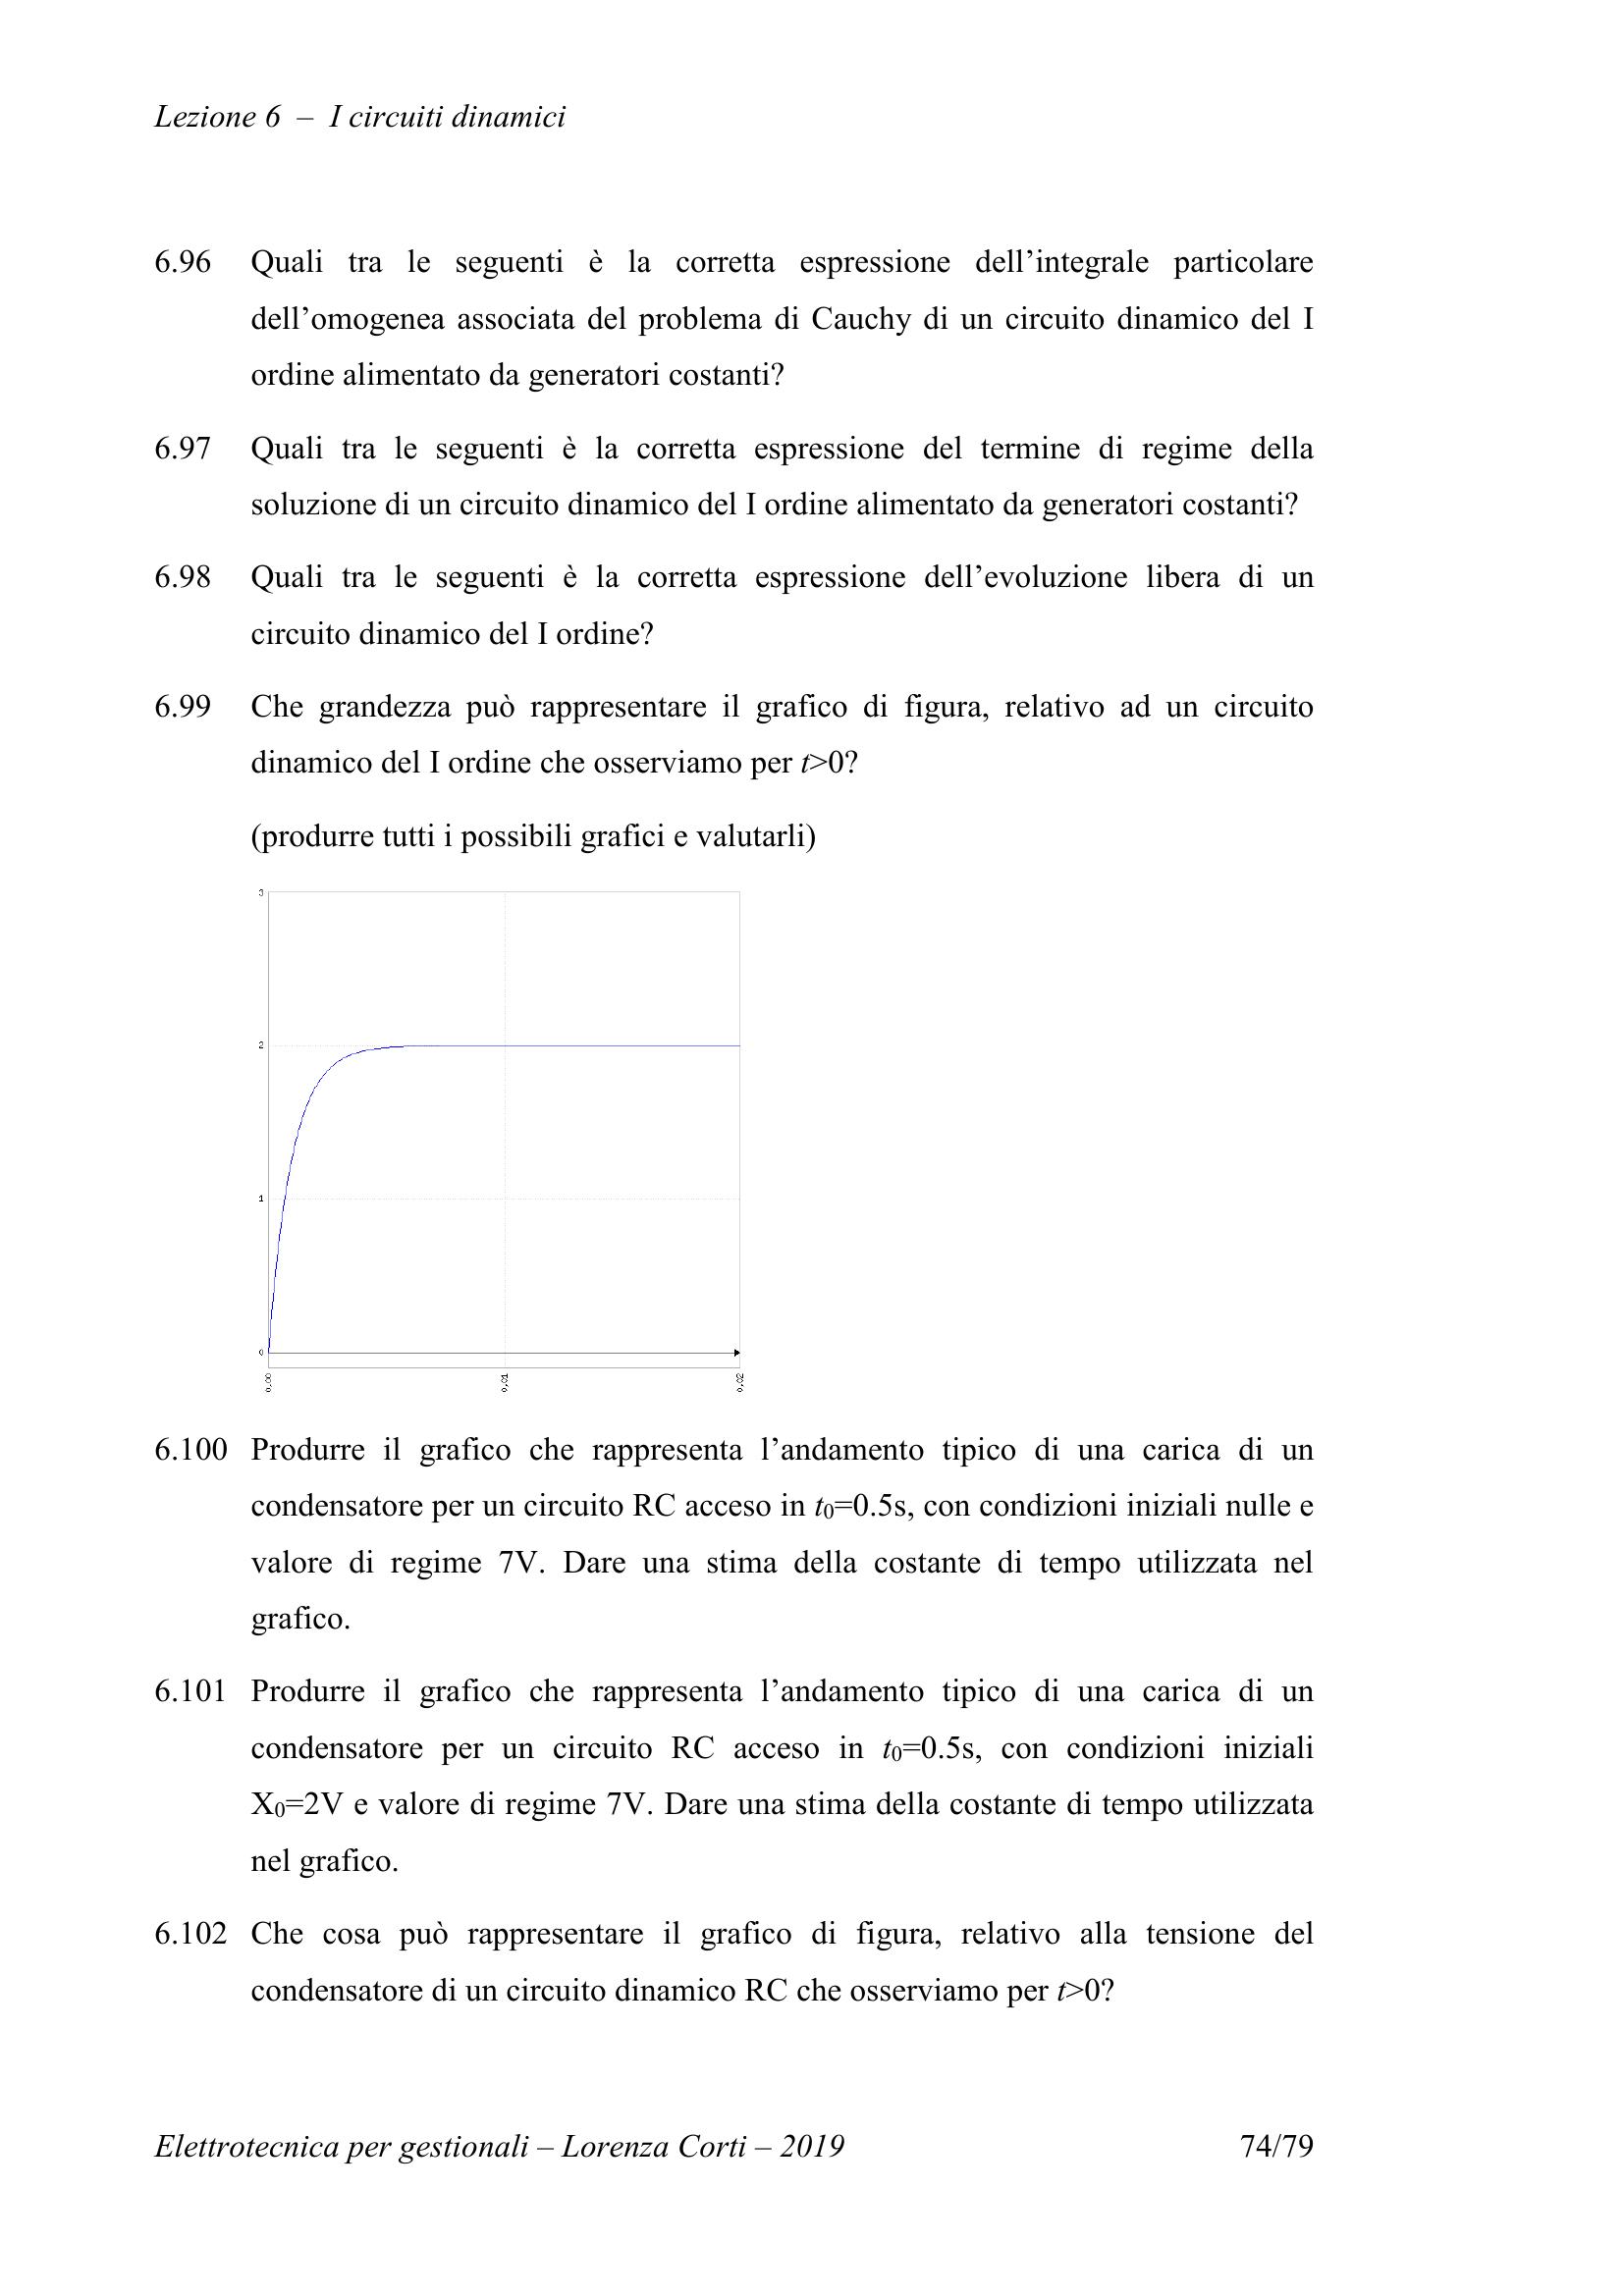 Lezione 6 – I circuiti dinamici
6.96 Quali tra le seguenti è la corretta espressione dell’integrale particolare
dell’omogenea associata del problema di Cauchy di un circuito dinamico del I
ordine alimentato da generatori costanti?
6.97 Quali tra le seguenti è la corretta espressione del termine di regime della
soluzione di un circuito dinamico del I ordine alimentato da generatori costanti?
6.98 Quali tra le seguenti è la corretta espressione dell’evoluzione libera di un
circuito dinamico del I ordine?
6.99 Che grandezza può rappresentare il grafico di figura, relativo ad un circuito
dinamico del I ordine che osserviamo per t>0?
(produrre tutti i possibili grafici e valutarli)
3
2
1
0
0.00 0.01 0.02
6.100 Produrre il grafico che rappresenta l’andamento tipico di una carica di un
condensatore per un circuito RC acceso in t0=0.5s, con condizioni iniziali nulle e
valore di regime 7V. Dare una stima della costante di tempo utilizzata nel
grafico.
6.101 Produrre il grafico che rappresenta l’andamento tipico di una carica di un
condensatore per un circuito RC acceso in t0=0.5s, con condizioni iniziali
X0=2V e valore di regime 7V. Dare una stima della costante di tempo utilizzata
nel grafico.
6.102 Che cosa può rappresentare il grafico di figura, relativo alla tensione del
condensatore di un circuito dinamico RC che osserviamo per t>0?
Elettrotecnica per gestionali – Lorenza Corti – 2019 74/79